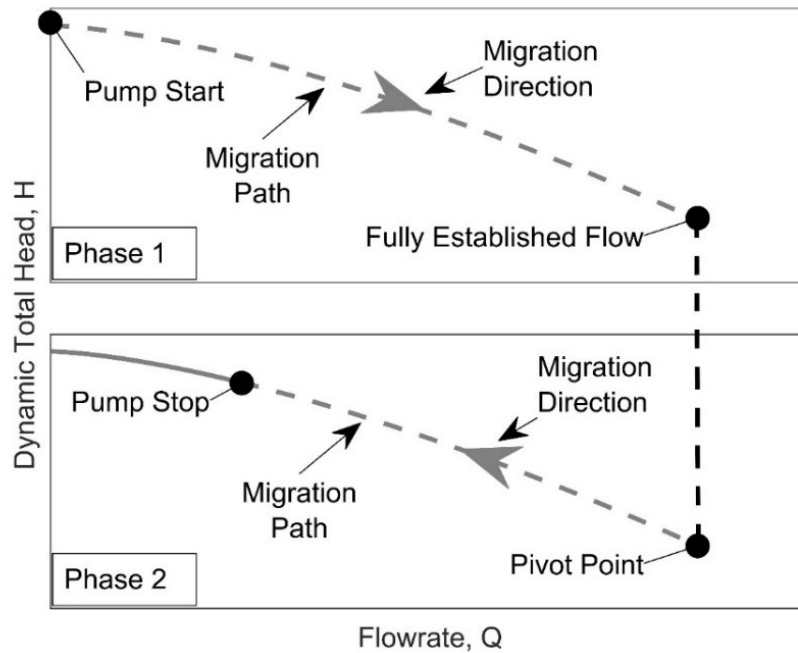 Pump Start
Migration
Direction
Migration
Path
Fully Established Flow
Phase 1
Dynamic Total Head, H
Pump Stop
Migration
Direction
Migration
Path
Pivot Point
Phase 2
Flowrate, Q